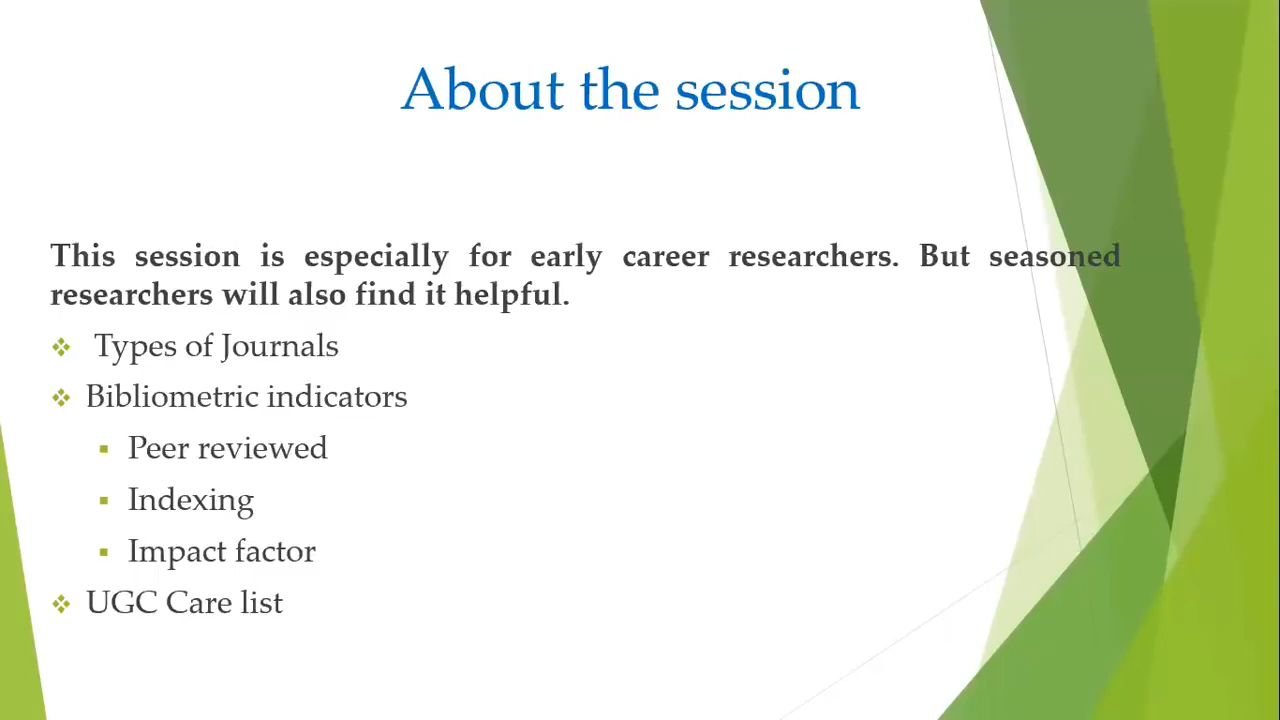 About the session
This session is especially for early career researchers. But seasoned
researchers will also find it helpful.
Types of Journals
Bibliometric indicators
Peer reviewed
Indexing
Impact factor
UGC Care list